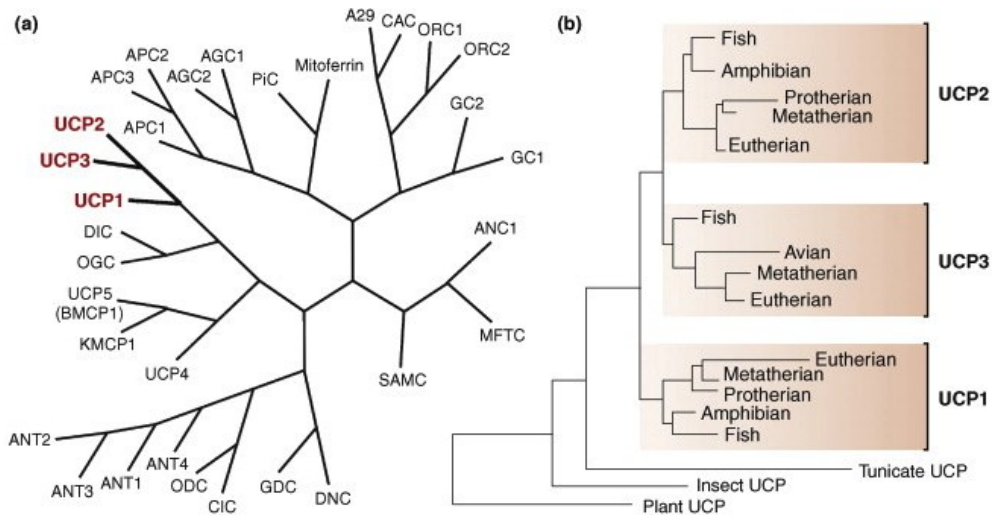 (a)
A29
CAC
ORC1
ORC2
APC2
AGC1
APC3
AGC2
PiC
Mitoferrin
UCP2
APC1
GC2
UCP3
GC1
UCP1
DIC
OGC
ANC1
UCP5
(BMCP1)
KMCP1
MFTC
UCP4
SAMC
ANT2
ANT3
ANT1
ANT4
ODC
CIC
GDC
DNC
(b)
Fish
Amphibian
Protherian
Metatherian
Eutherian
UCP2
Fish
Avian
Metatherian
Eutherian
UCP3
Eutherian
Metatherian
Protherian
Amphibian
Fish
UCP1
Tunicate UCP
Insect UCP
Plant UCP